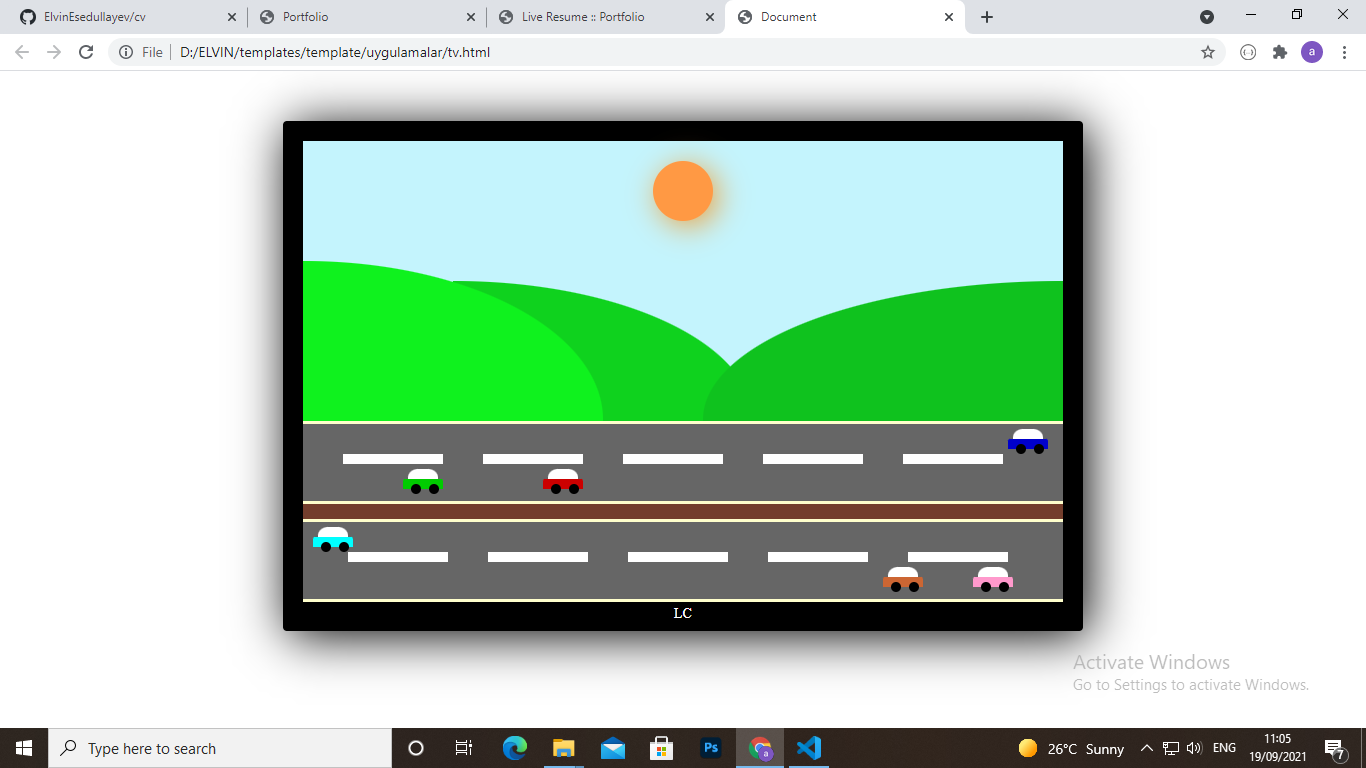 ElvinEsedullayev/cv
Portfolio
Live Resume :: Portfolio
Document
File
D:/ELVIN/templates/template/uygulamalar/tv.html
a
LC
Activate Windows
Go to Settings to activate Windows.
Type here to search
Ps
a
26°C Sunny
ENG
11:05
19/09/2021
7